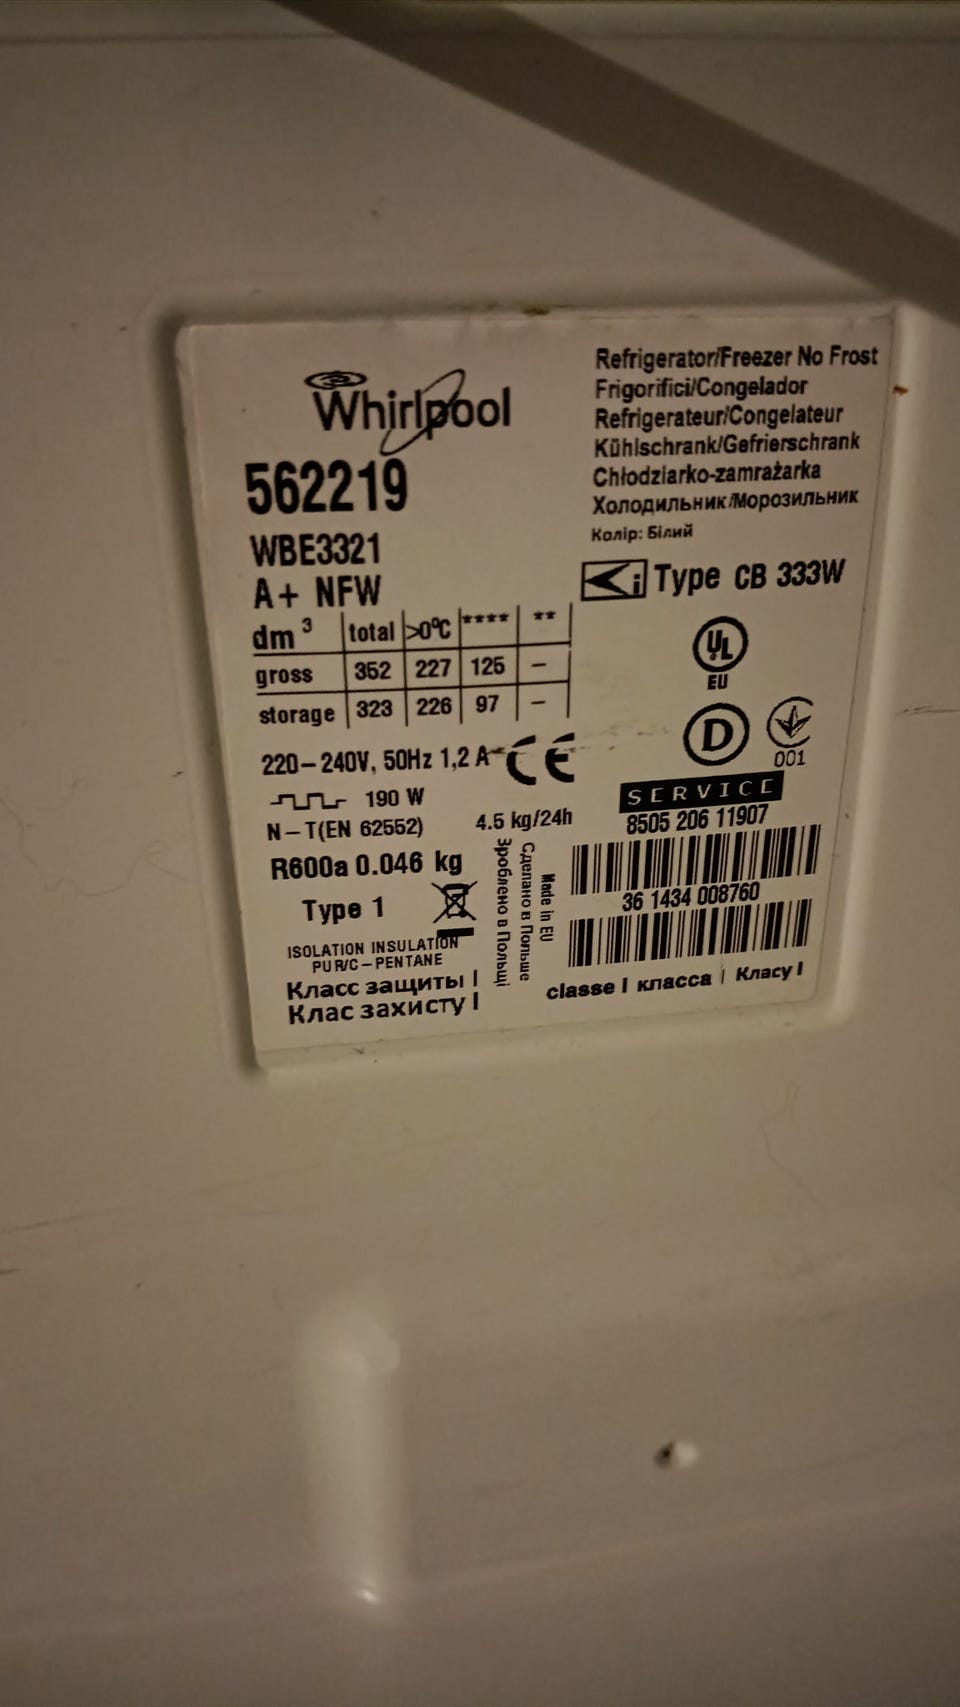 Whirlpool
562219
WBE3321
A+ NFW
Refrigerator/Freezer No Frost
Frigorifici/Congelador
Refrigerateur/Congelateur
Kühlschrank/Gefrierschrank
Chłodziarko-zamrażarka
Холодильник/Морозильник
Колір: Білий
i Type CB 333W
dm³ total >0°C **** **
gross 352 227 125 –
storage 323 226 97 –
UL
EU
D
001
220–240V, 50Hz 1,2 A
CE
190 W
N–T(EN 62552)
4.5 kg/24h
R600a 0.046 kg
Type 1
ISOLATION INSULATION
PUR/C–PENTANE
Класс защиты I
Клас захисту I
Зроблено в Польщі
Сделано в Польше
Made in EU
SERVICE
8505 206 11907
36 1434 008760
classe I класса I Класу I